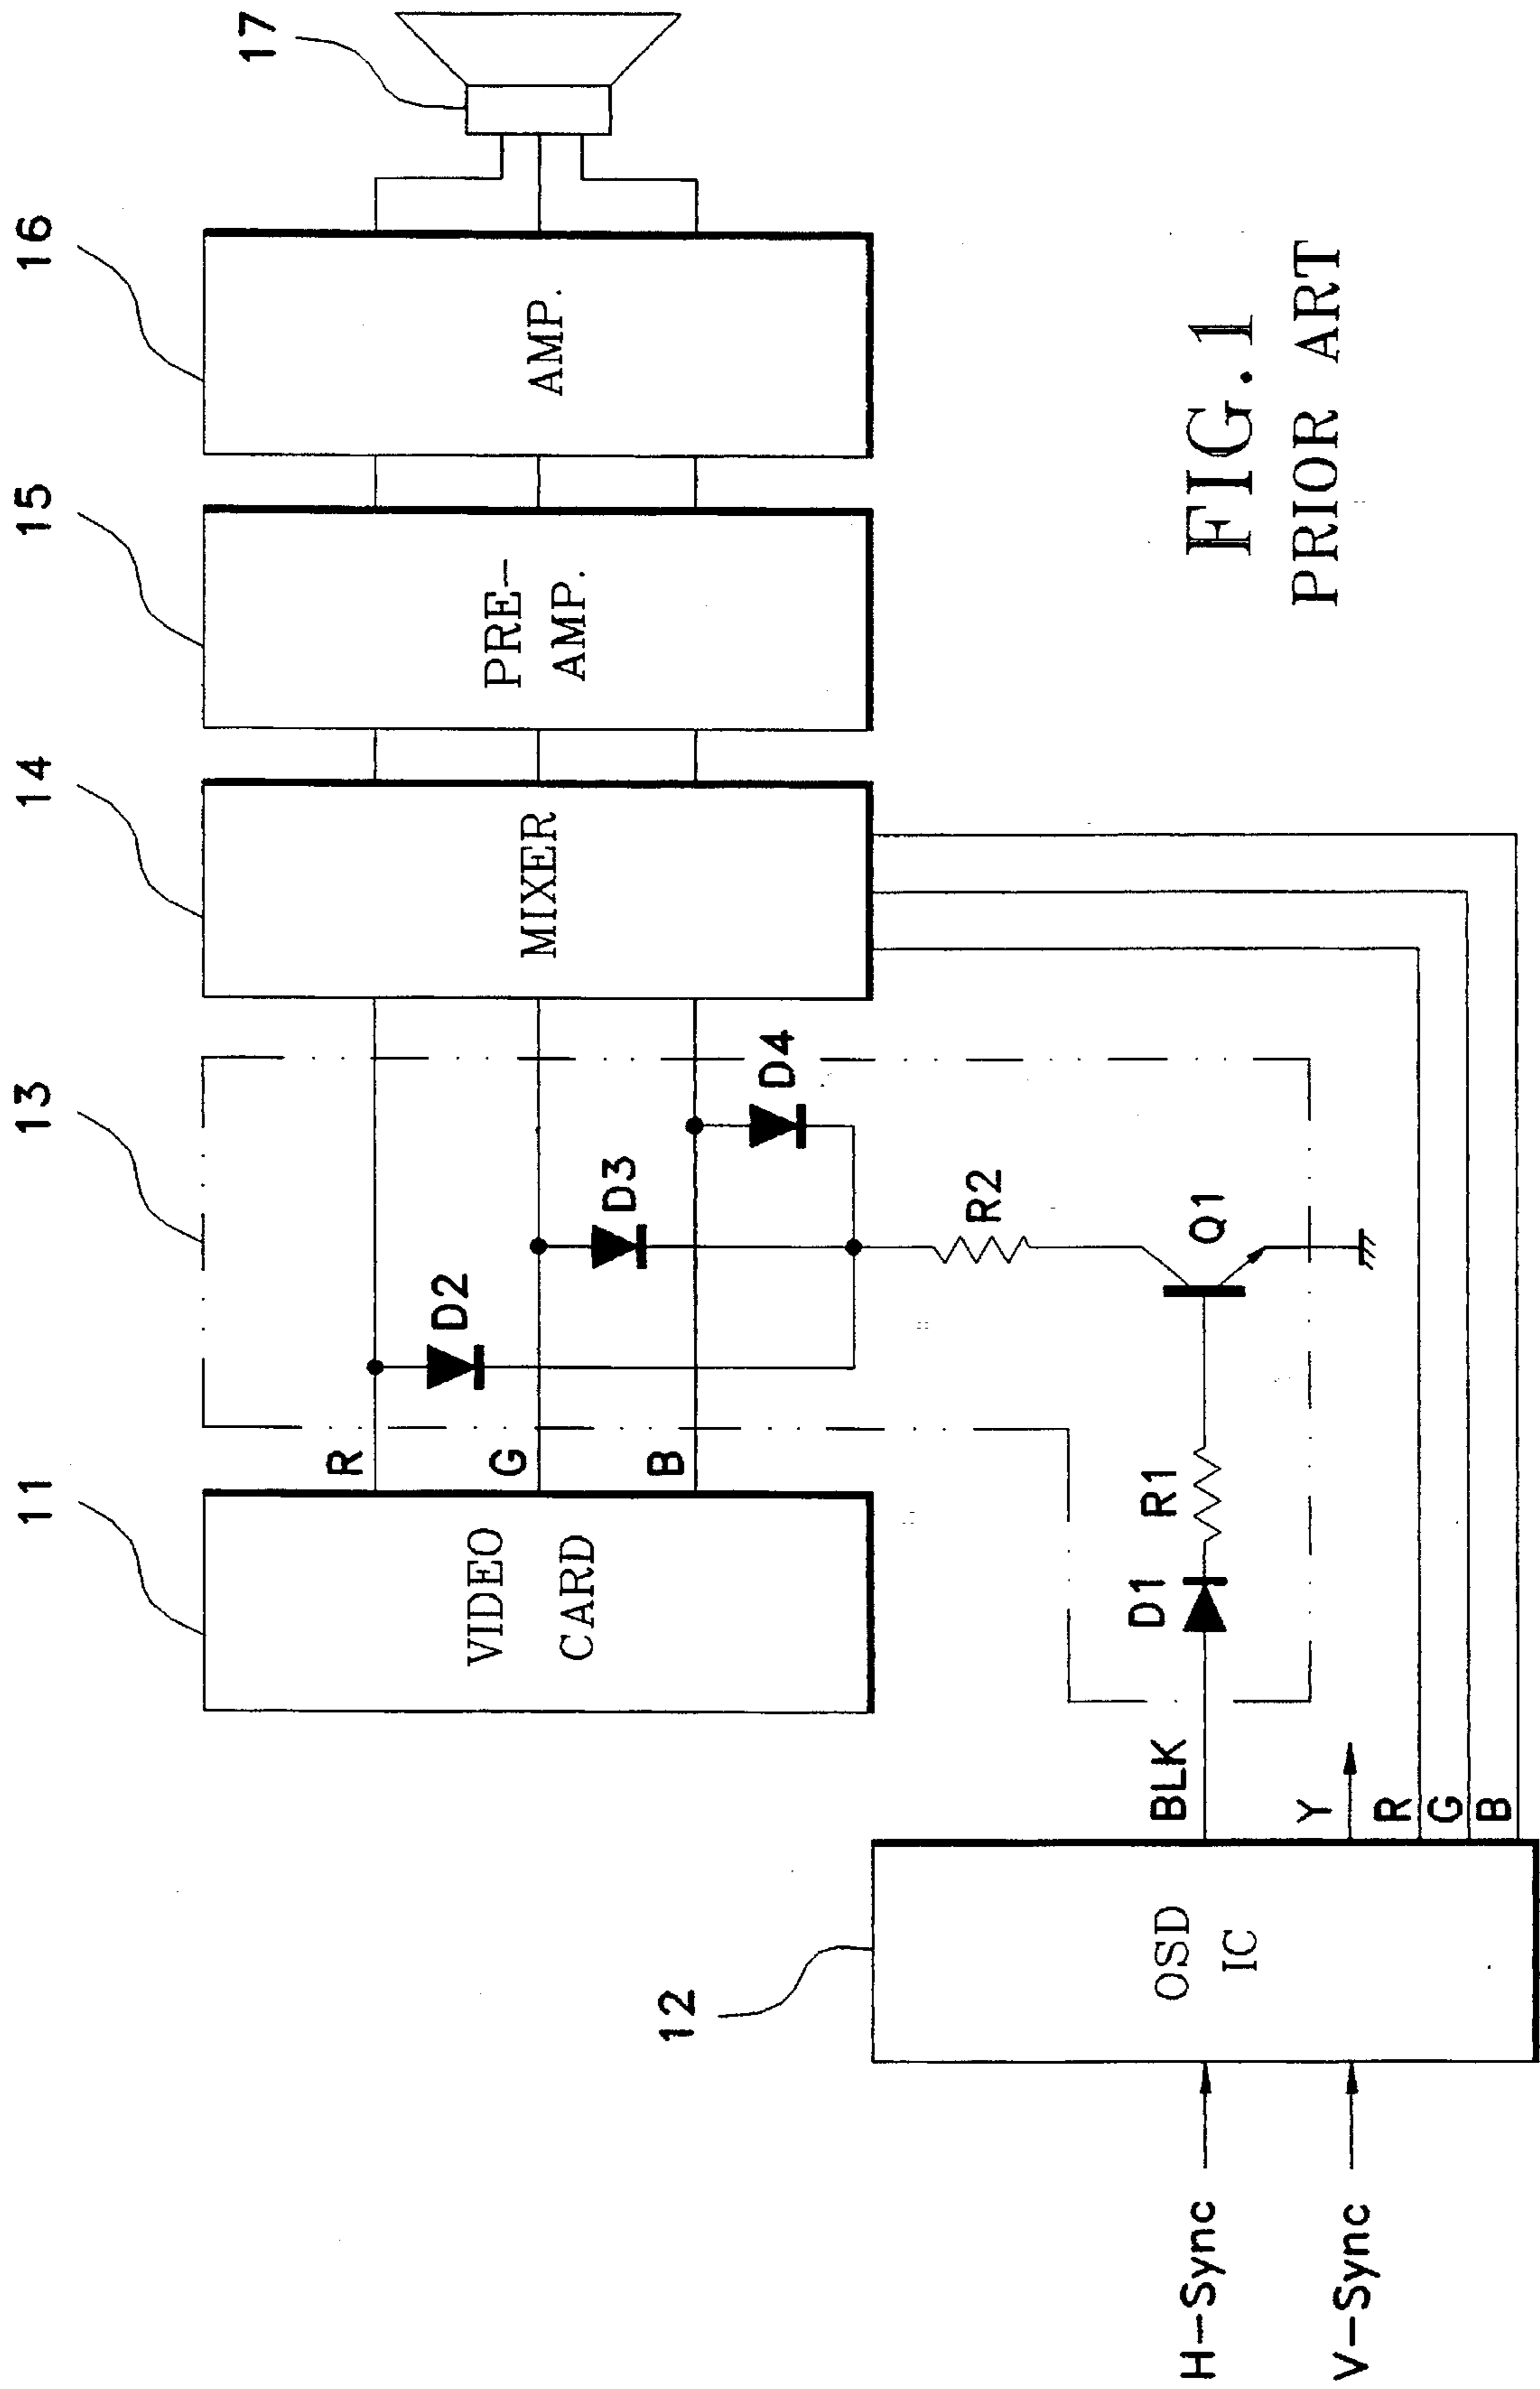 11
13
14
15
16
17
VIDEO
CARD
R
G
B
D2
D3
D4
MIXER
PRE-
AMP.
AMP.
12
OSD
IC
H-Sync
V-Sync
BLK
Y
R
G
B
D1
R1
R2
Q1
FIG. 1
PRIOR ART